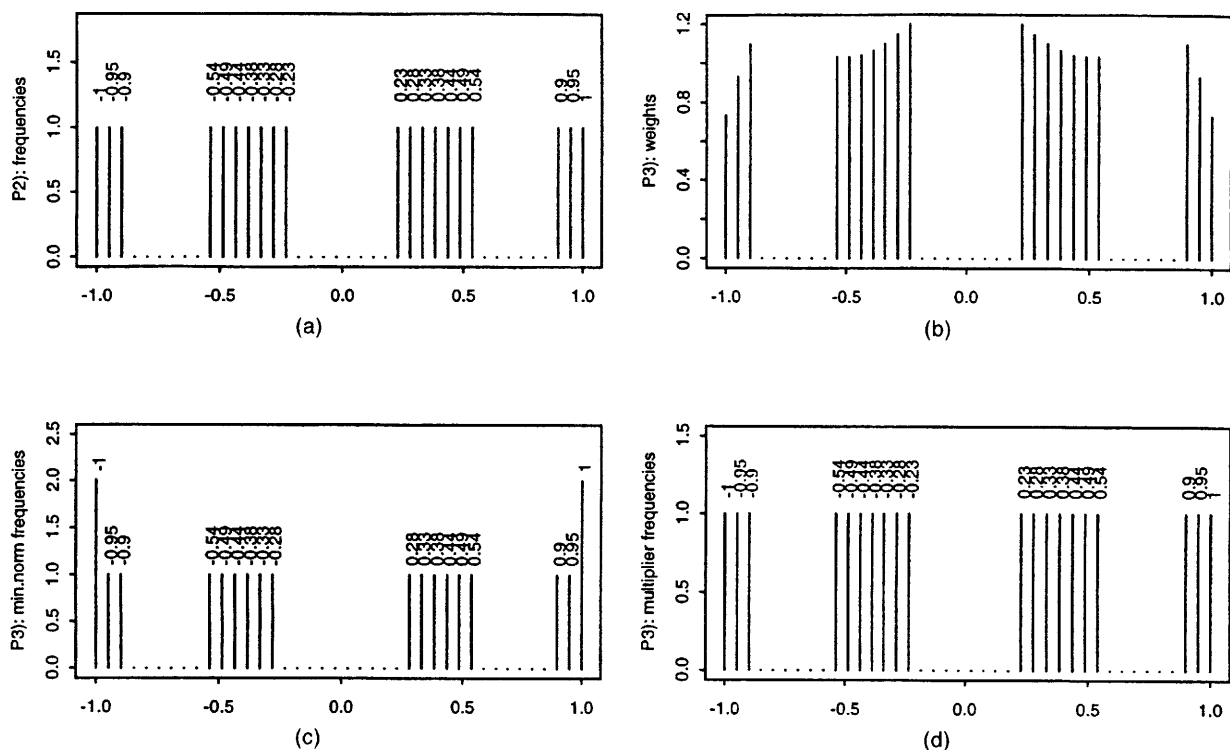 P2): frequencies
0.0 0.5 1.0 1.5
-1 -0.95 -0.9 -0.54 -0.49 -0.44 -0.38 -0.33 -0.28 -0.23 0.23 0.28 0.33 0.38 0.44 0.49 0.54 0.9 0.95 1
-1.0 -0.5 0.0 0.5 1.0
(a)
P3): weights
0.0 0.4 0.8 1.2
-1.0 -0.5 0.0 0.5 1.0
(b)
P3): min.norm frequencies
0.0 0.5 1.0 1.5 2.0 2.5
-1 -0.95 -0.9 -0.54 -0.49 -0.44 -0.38 -0.33 -0.28 0.28 0.33 0.38 0.44 0.49 0.54 0.9 0.95 1
-1.0 -0.5 0.0 0.5 1.0
(c)
P3): multiplier frequencies
0.0 0.5 1.0 1.5
-1 -0.95 -0.9 -0.54 -0.49 -0.44 -0.38 -0.33 -0.28 -0.23 0.23 0.28 0.33 0.38 0.44 0.49 0.54 0.9 0.95 1
-1.0 -0.5 0.0 0.5 1.0
(d)